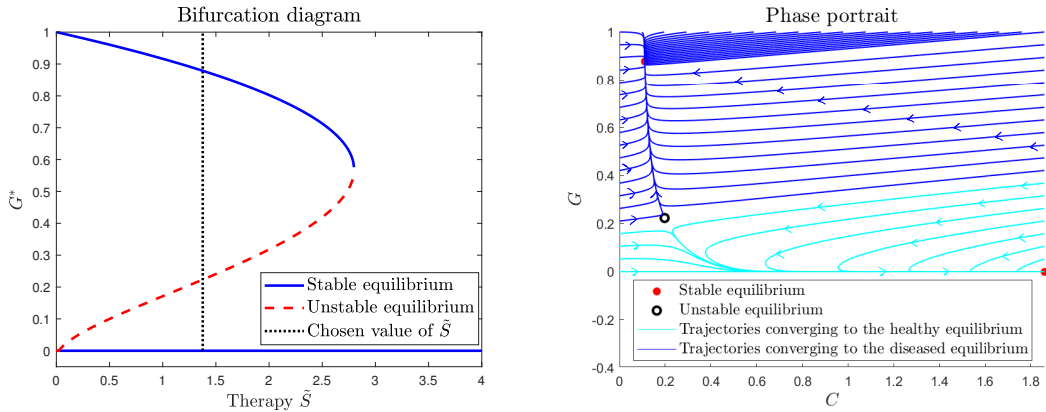 Bifurcation diagram
1
0.9
0.8
0.7
0.6
0.5
0.4
0.3
0.2
0.1
0
G*
0 0.5 1 1.5 2 2.5 3 3.5 4
Therapy S̃
Stable equilibrium
Unstable equilibrium
Chosen value of S̃
Phase portrait
1
0.8
0.6
0.4
0.2
0
-0.2
-0.4
G
0 0.2 0.4 0.6 0.8 1 1.2 1.4 1.6 1.8
C
Stable equilibrium
Unstable equilibrium
Trajectories converging to the healthy equilibrium
Trajectories converging to the diseased equilibrium